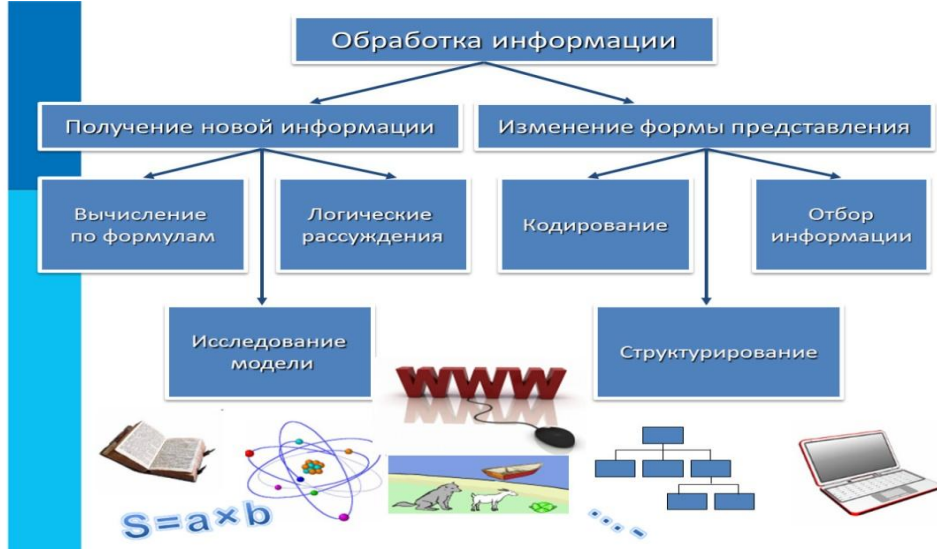 Обработка информации
Получение новой информации
Изменение формы представления
Вычисление
по формулам
Логические
рассуждения
Кодирование
Отбор
информации
Исследование
модели
Структурирование
WWW
S=a×b